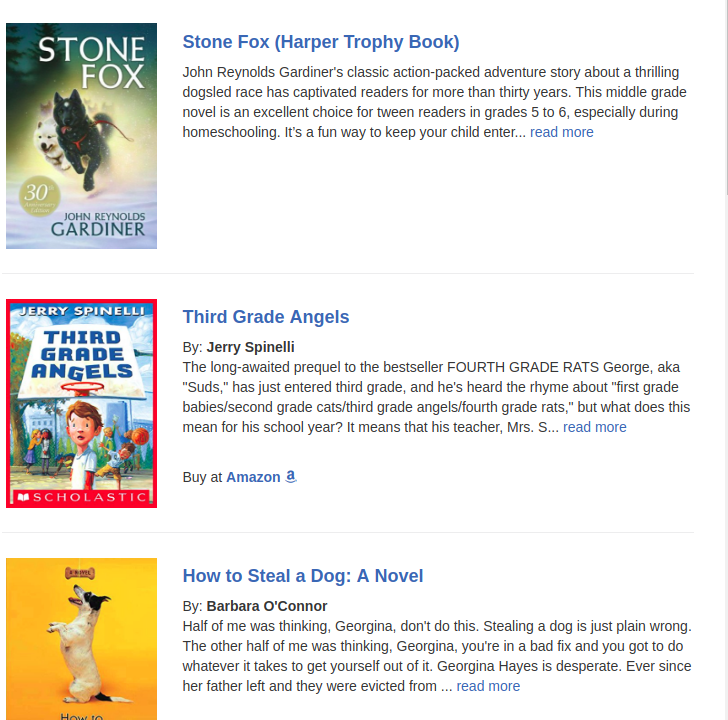 STONE
FOX
30th
Anniversary
Edition
JOHN REYNOLDS
GARDINER
Stone Fox (Harper Trophy Book)
John Reynolds Gardiner's classic action-packed adventure story about a thrilling
dogsled race has captivated readers for more than thirty years. This middle grade
novel is an excellent choice for tween readers in grades 5 to 6, especially during
homeschooling. It’s a fun way to keep your child enter... read more
JERRY SPINELLI
THIRD
GRADE
ANGELS
SCHOLASTIC
Third Grade Angels
By: Jerry Spinelli
The long-awaited prequel to the bestseller FOURTH GRADE RATS George, aka
"Suds," has just entered third grade, and he's heard the rhyme about "first grade
babies/second grade cats/third grade angels/fourth grade rats," but what does this
mean for his school year? It means that his teacher, Mrs. S... read more
Buy at Amazon a
A NOVEL
How to
How to Steal a Dog: A Novel
By: Barbara O'Connor
Half of me was thinking, Georgina, don't do this. Stealing a dog is just plain wrong.
The other half of me was thinking, Georgina, you're in a bad fix and you got to do
whatever it takes to get yourself out of it. Georgina Hayes is desperate. Ever since
her father left and they were evicted from ... read more